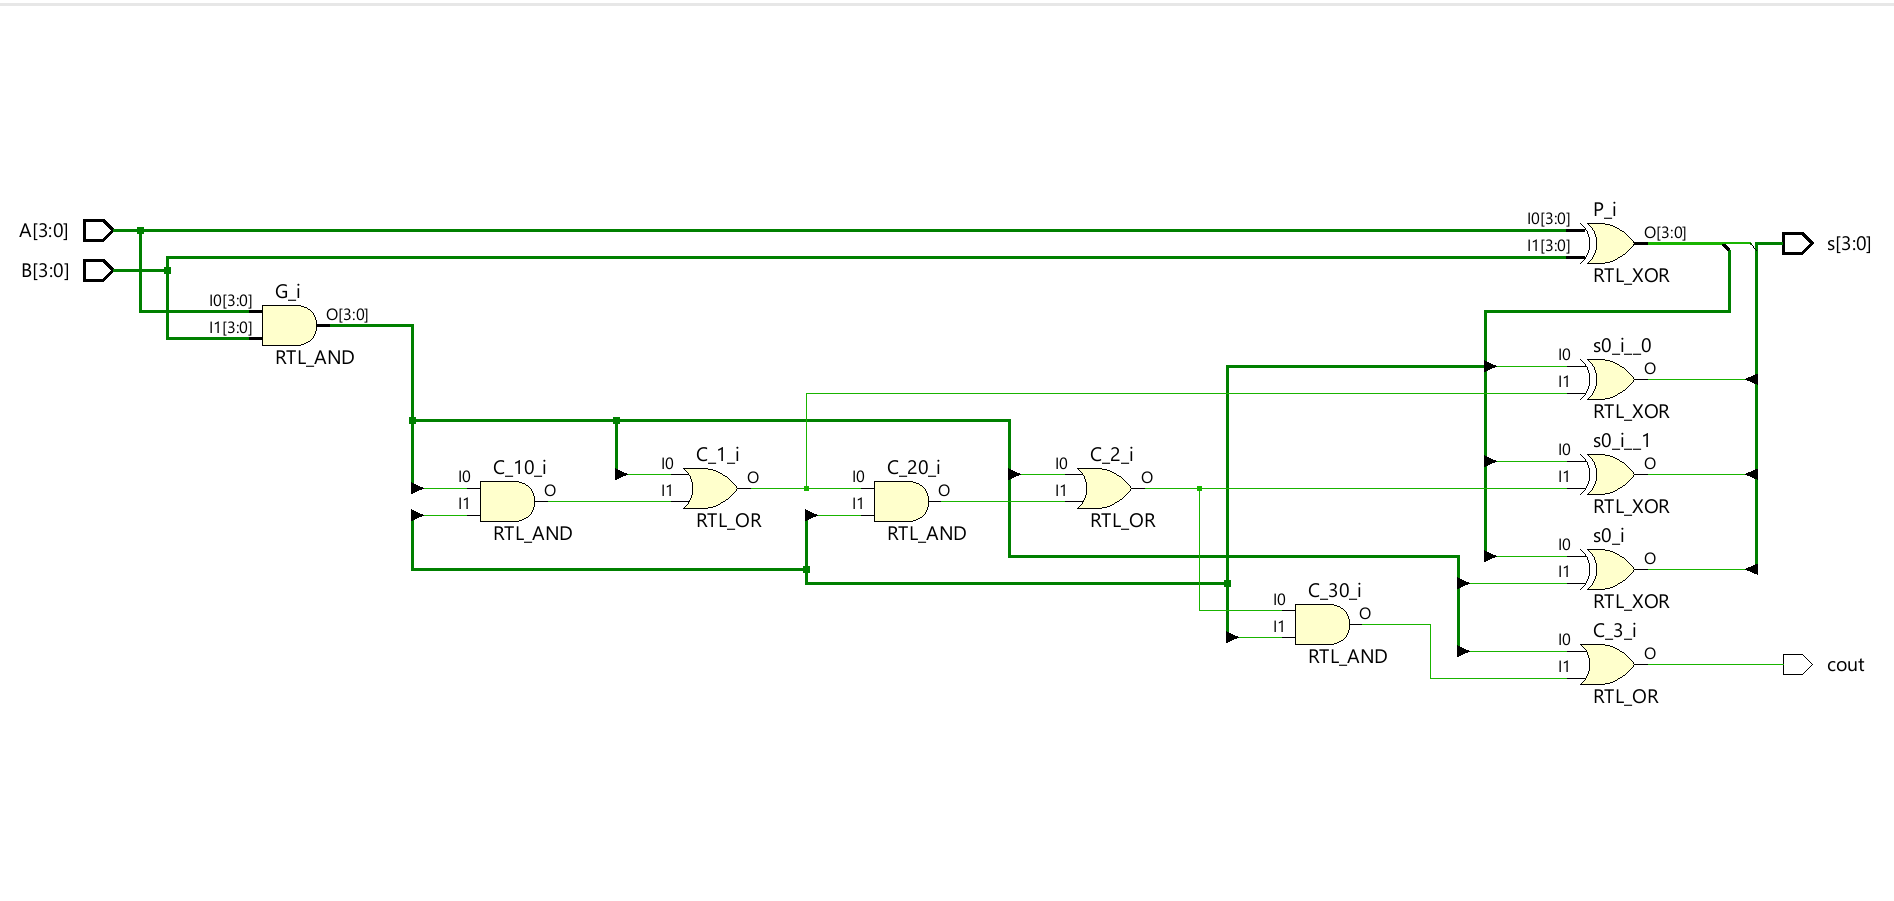 P_i
A[3:0]
I0[3:0]
O[3:0]
I1[3:0]
s[3:0]
B[3:0]
RTL_XOR
G_i
I0[3:0]
O[3:0]
I1[3:0]
RTL_AND
s0_i__0
I0
O
I1
RTL_XOR
s0_i__1
I0
O
I1
RTL_XOR
C_10_i
I0
O
I1
RTL_AND
C_1_i
I0
O
I1
RTL_OR
C_20_i
I0
O
I1
RTL_AND
C_2_i
I0
O
I1
RTL_OR
s0_i
I0
O
I1
RTL_XOR
C_30_i
I0
O
I1
RTL_AND
C_3_i
I0
O
I1
RTL_OR
cout